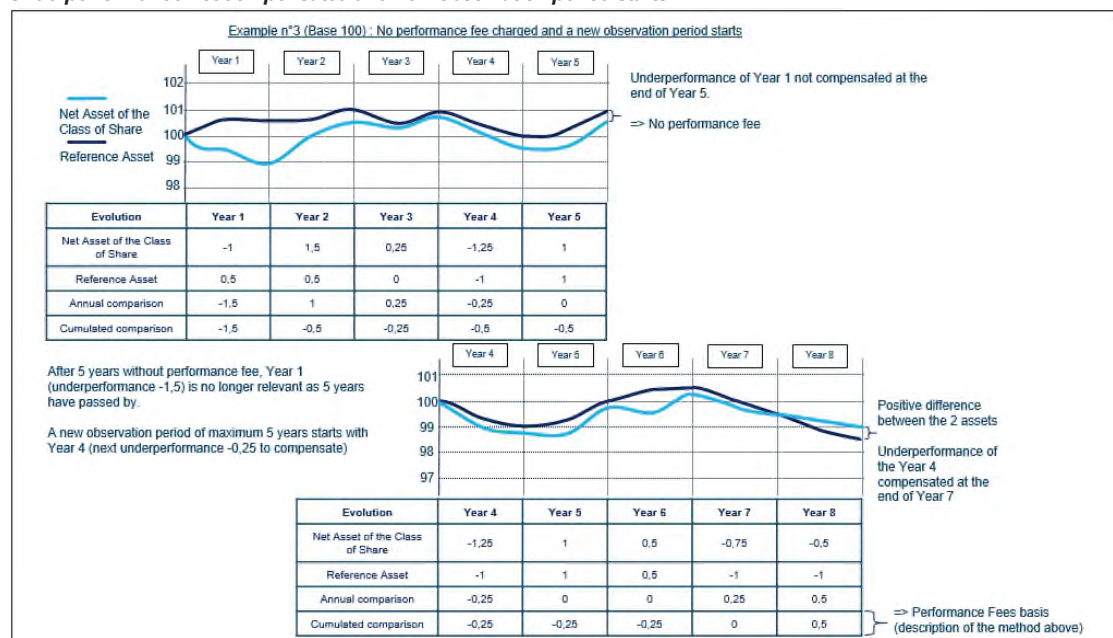 Example n°3 (Base 100) : No performance fee charged and a new observation period starts
Year 1 Year 2 Year 3 Year 4 Year 5
102
101
100
99
98
Net Asset of the
Class of Share
Reference Asset
Underperformance of Year 1 not compensated at the
end of Year 5.
=> No performance fee
Evolution Year 1 Year 2 Year 3 Year 4 Year 5
Net Asset of the Class
of Share -1 1,5 0,25 -1,25 1
Reference Asset 0,5 0,5 0 -1 1
Annual comparison -1,5 1 0,25 -0,25 0
Cumulated comparison -1,5 -0,5 -0,25 -0,5 -0,5
After 5 years without performance fee, Year 1
(underperformance -1,5) is no longer relevant as 5 years
have passed by.
A new observation period of maximum 5 years starts with
Year 4 (next underperformance -0,25 to compensate)
Year 4 Year 5 Year 6 Year 7 Year 8
101
100
99
98
97
Positive difference
between the 2 assets
Underperformance of
the Year 4
compensated at the
end of Year 7
Evolution Year 4 Year 5 Year 6 Year 7 Year 8
Net Asset of the Class
of Share -1,25 1 0,5 -0,75 -0,5
Reference Asset -1 1 0,5 -1 -1
Annual comparison -0,25 0 0 0,25 0,5
Cumulated comparison -0,25 -0,25 -0,25 0 0,5
=> Performance Fees basis
(description of the method above)